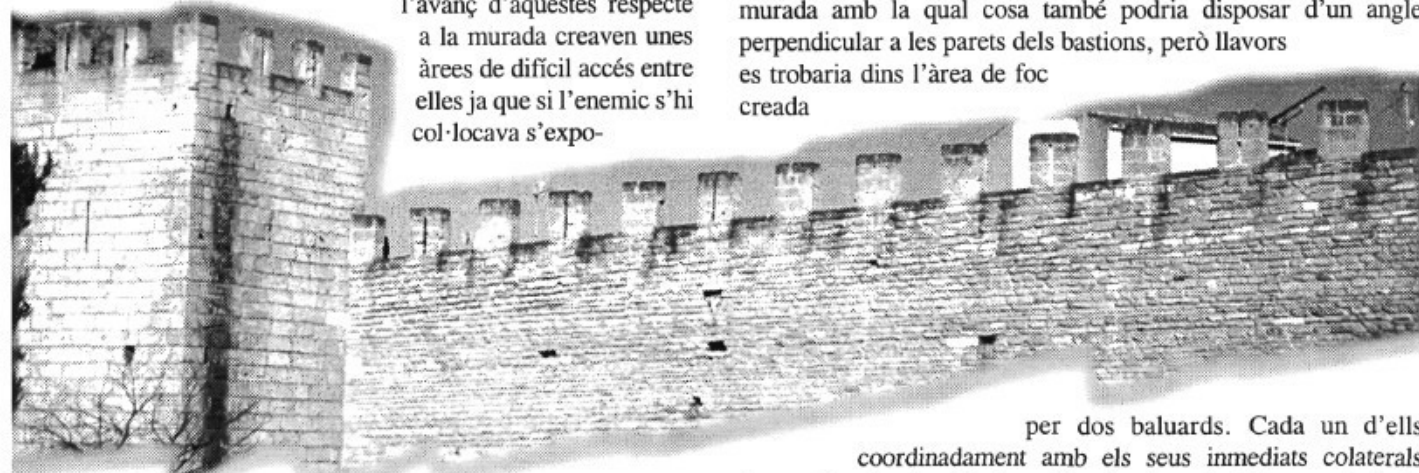 l'avanç d'aquestes respecte
a la murada creaven unes
àrees de difícil accés entre
elles ja que si l'enemic s'hi
col·locava s'expo-
murada amb la qual cosa també podria disposar d'un angle
perpendicular a les parets dels bastions, però llavors
es trobaria dins l'àrea de foc
creada
per dos baluards. Cada un d'ells
coordinadament amb els seus inmediats colaterals